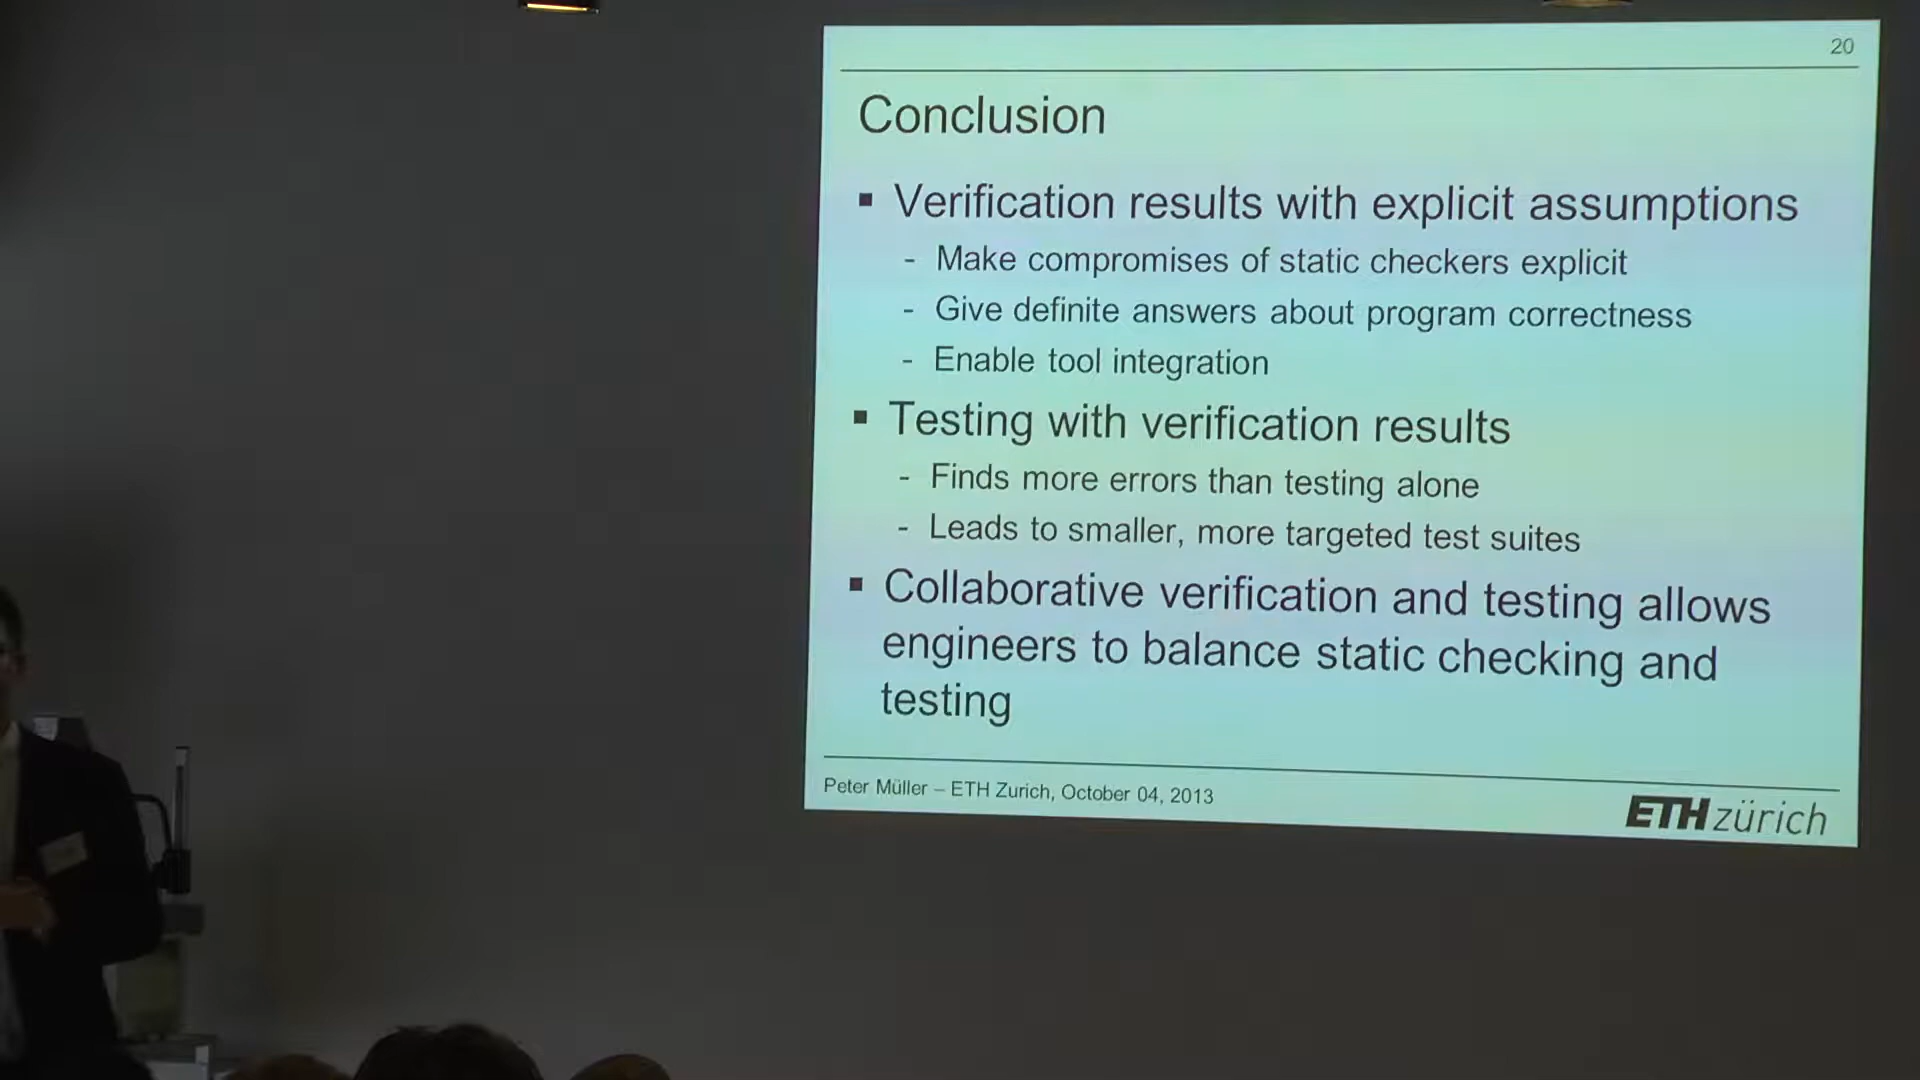 20
Conclusion
▪ Verification results with explicit assumptions
- Make compromises of static checkers explicit
- Give definite answers about program correctness
- Enable tool integration
▪ Testing with verification results
- Finds more errors than testing alone
- Leads to smaller, more targeted test suites
▪ Collaborative verification and testing allows
engineers to balance static checking and
testing
Peter Müller – ETH Zurich, October 04, 2013
ETH zürich